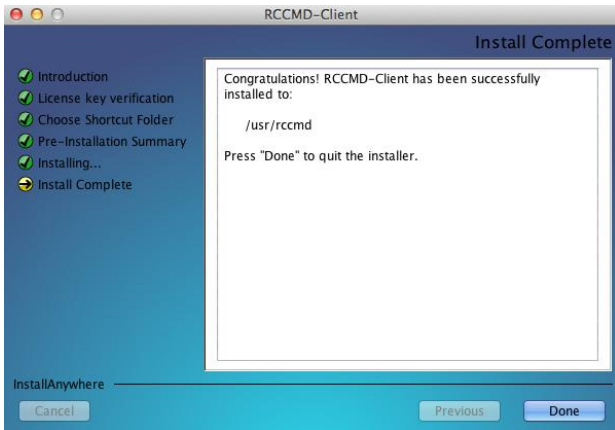 RCCMD-Client
Install Complete
Introduction
License key verification
Choose Shortcut Folder
Pre-Installation Summary
Installing...
Install Complete
Congratulations! RCCMD-Client has been successfully
installed to:
/usr/rccmd
Press "Done" to quit the installer.
InstallAnywhere
Cancel
Previous
Done